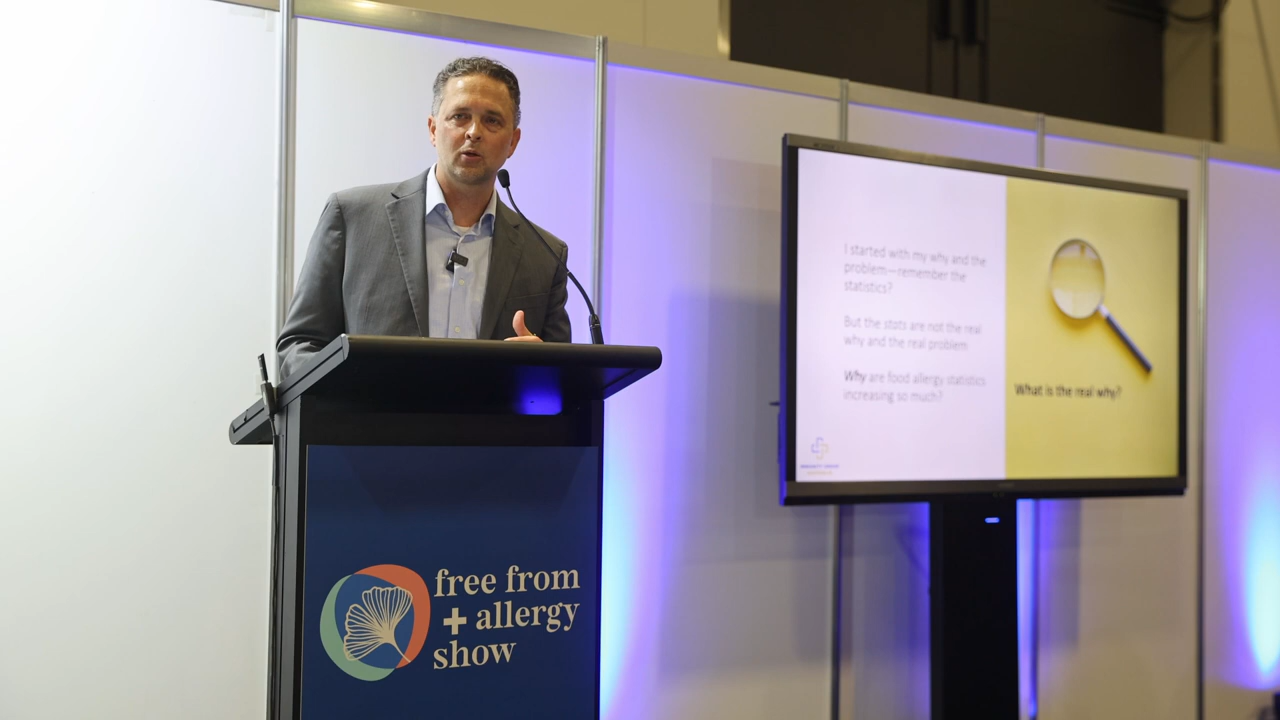 I started with my why and the
problem—remember the
statistics?
But the stats are not the real
why and the real problem
Why are food allergy statistics
increasing so much?
What is the real why?
free from
+ allergy
show